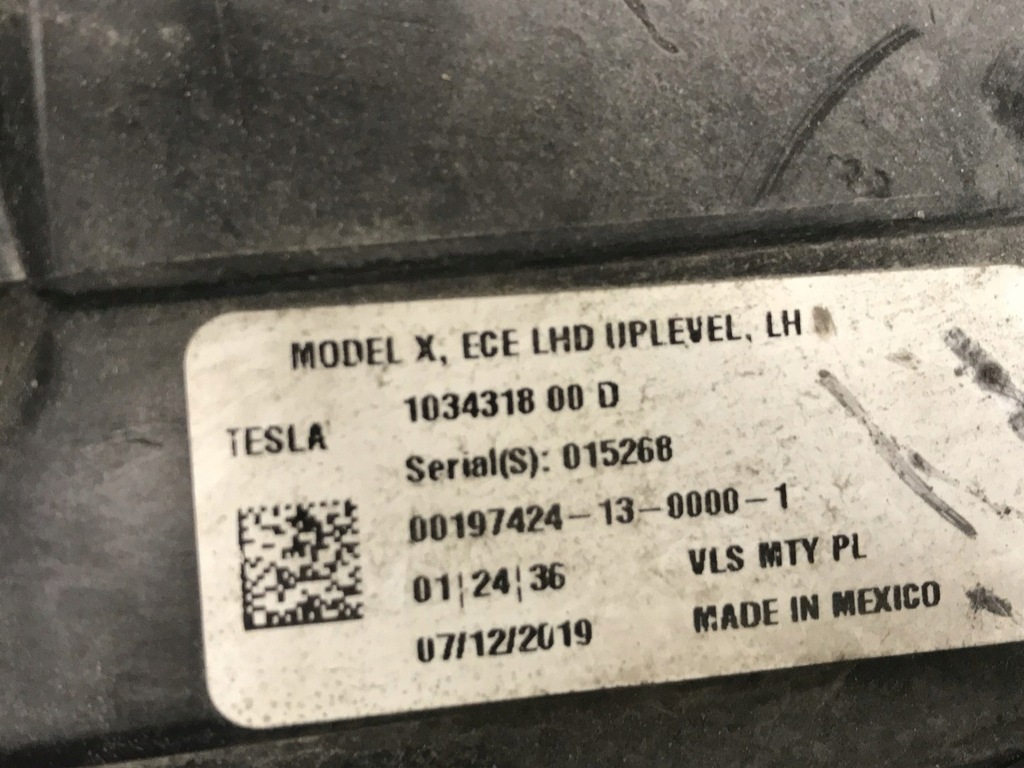 MODEL X, ECE LHD UPLEVEL, LH
1034318 00 D
TESLA
Serial(S): 015268
00197424-13-0000-1
01¦24¦36
VLS MTY PL
07/12/2019
MADE IN MEXICO